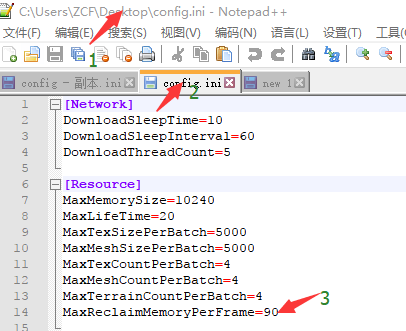 C:\Users\ZCF\Desktop\config.ini - Notepad++
文件(F) 编辑(E) 搜索(S) 视图(V) 编码(N) 语言(L) 设置(T) 工具(
1
config - 副本.ini config.ini new 1
2
1 [Network]
2 DownloadSleepTime=10
3 DownloadSleepInterval=60
4 DownloadThreadCount=5
5
6 [Resource]
7 MaxMemorySize=10240
8 MaxLifeTime=20
9 MaxTexSizePerBatch=5000
10 MaxMeshSizePerBatch=5000
11 MaxTexCountPerBatch=4
12 MaxMeshCountPerBatch=4
13 MaxTerrainCountPerBatch=4
14 MaxReclaimMemoryPerFrame=90
3
15